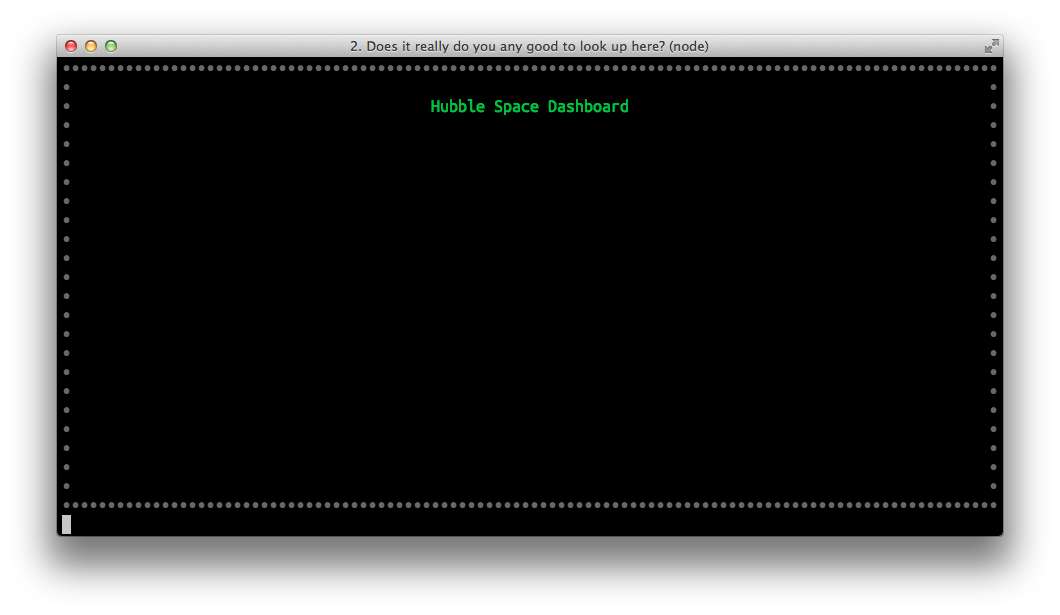 2. Does it really do you any good to look up here? (node)
Hubble Space Dashboard